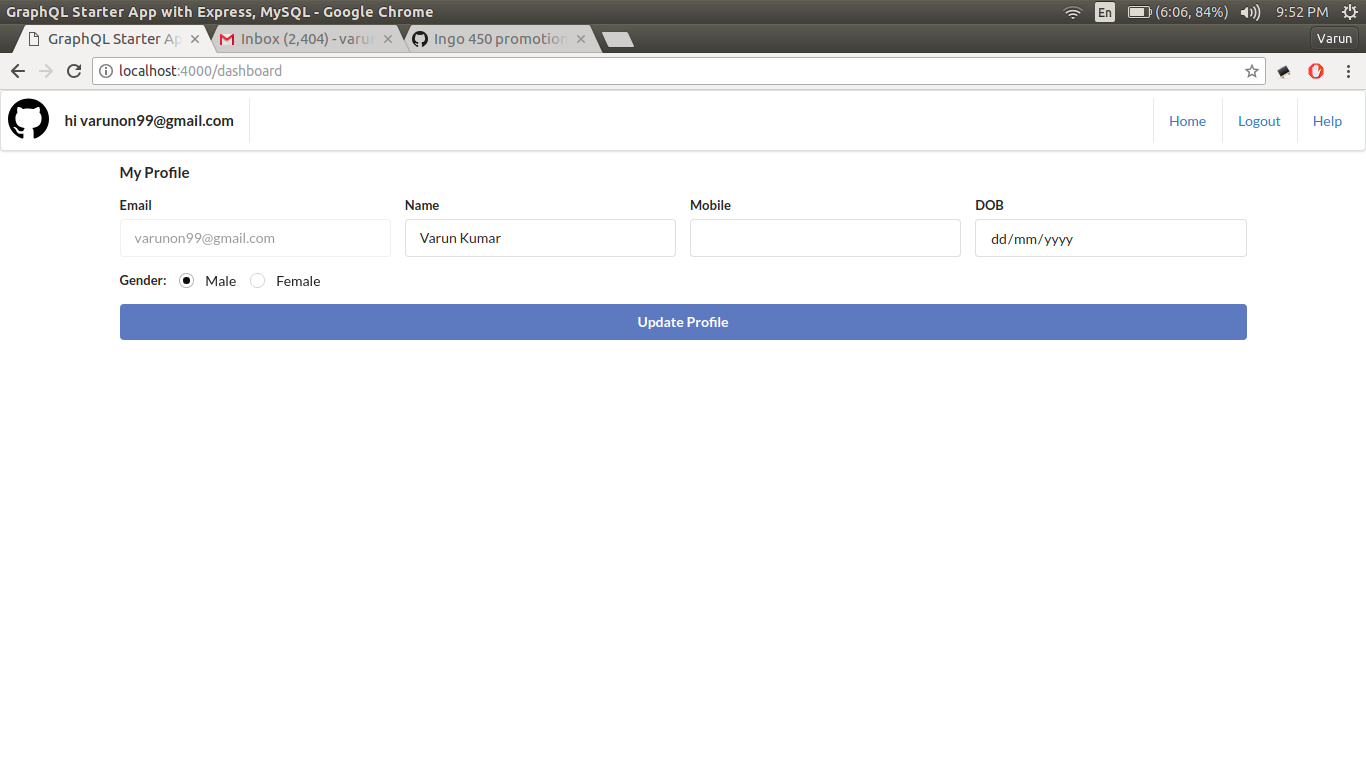 GraphQL Starter App with Express, MySQL - Google Chrome
En (6:06, 84%) 9:52 PM
GraphQL Starter Ap Inbox (2,404) - varun Ingo 450 promotion Varun
localhost:4000/dashboard
hi varunon99@gmail.com Home Logout Help
My Profile
Email Name Mobile DOB
varunon99@gmail.com Varun Kumar dd/mm/yyyy
Gender: Male Female
Update Profile